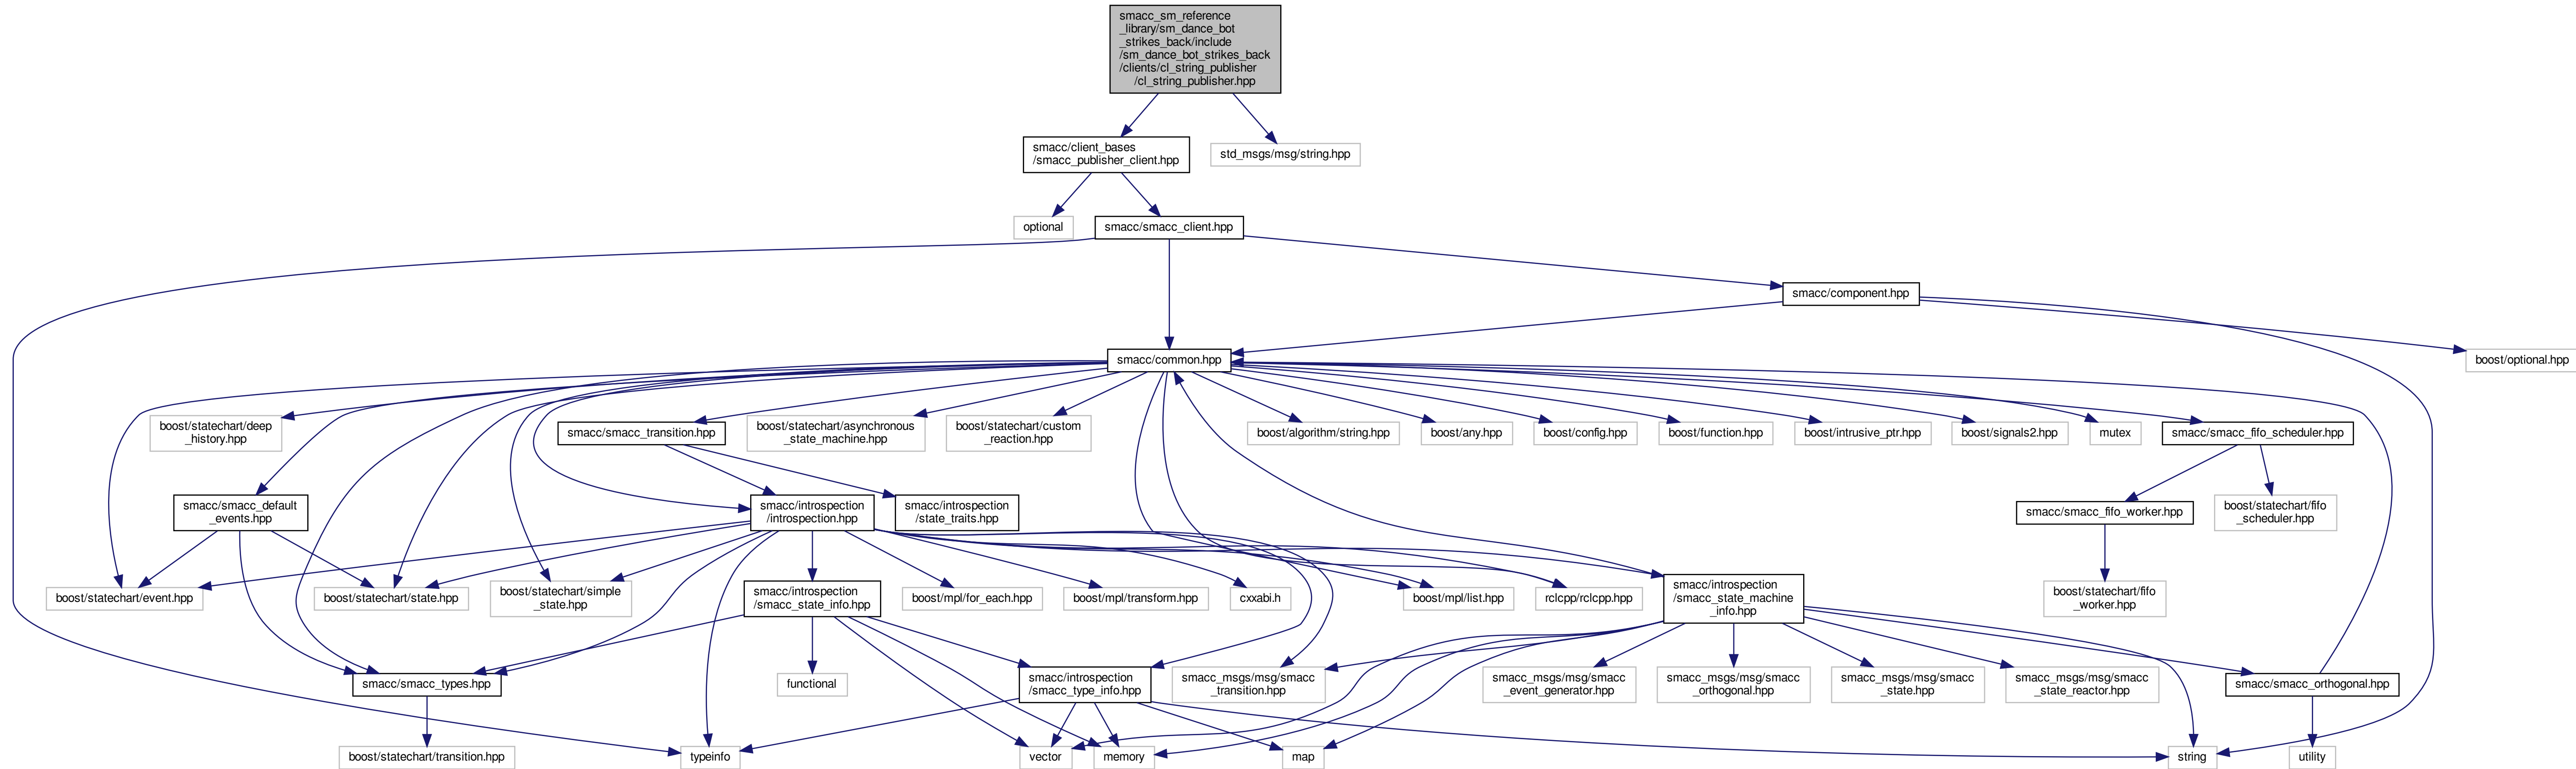 smacc_sm_reference
_library/sm_dance_bot
_strikes_back/include
/sm_dance_bot_strikes_back
/clients/cl_string_publisher
/cl_string_publisher.hpp
smacc/client_bases
/smacc_publisher_client.hpp
std_msgs/msg/string.hpp
optional
smacc/smacc_client.hpp
smacc/component.hpp
smacc/common.hpp
boost/optional.hpp
boost/statechart/deep
_history.hpp
smacc/smacc_transition.hpp
boost/statechart/asynchronous
_state_machine.hpp
boost/statechart/custom
_reaction.hpp
boost/algorithm/string.hpp
boost/any.hpp
boost/config.hpp
boost/function.hpp
boost/intrusive_ptr.hpp
boost/signals2.hpp
mutex
smacc/smacc_fifo_scheduler.hpp
smacc/smacc_default
_events.hpp
smacc/introspection
/introspection.hpp
smacc/introspection
/state_traits.hpp
smacc/smacc_fifo_worker.hpp
boost/statechart/fifo
_scheduler.hpp
boost/statechart/event.hpp
boost/statechart/state.hpp
boost/statechart/simple
_state.hpp
smacc/introspection
/smacc_state_info.hpp
boost/mpl/for_each.hpp
boost/mpl/transform.hpp
cxxabi.h
boost/mpl/list.hpp
rclcpp/rclcpp.hpp
smacc/introspection
/smacc_state_machine
_info.hpp
boost/statechart/fifo
_worker.hpp
smacc/smacc_types.hpp
functional
smacc/introspection
/smacc_type_info.hpp
smacc_msgs/msg/smacc
_transition.hpp
smacc_msgs/msg/smacc
_event_generator.hpp
smacc_msgs/msg/smacc
_orthogonal.hpp
smacc_msgs/msg/smacc
_state.hpp
smacc_msgs/msg/smacc
_state_reactor.hpp
smacc/smacc_orthogonal.hpp
boost/statechart/transition.hpp
typeinfo
vector
memory
map
string
utility